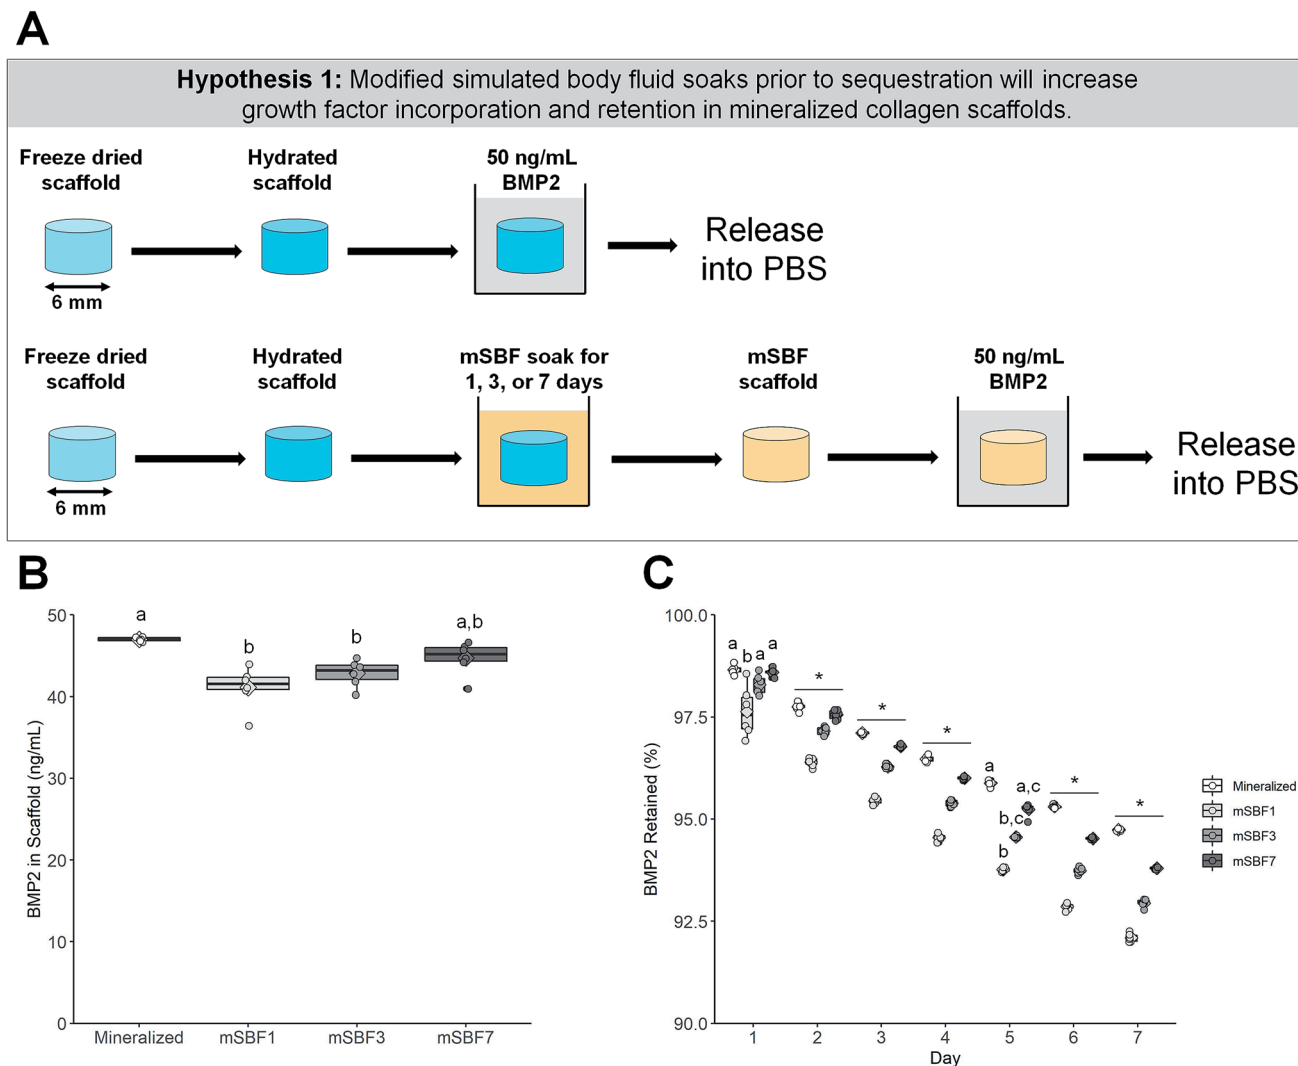 A
Hypothesis 1: Modified simulated body fluid soaks prior to sequestration will increase
growth factor incorporation and retention in mineralized collagen scaffolds.
Freeze dried
scaffold
Hydrated
scaffold
50 ng/mL
BMP2
6 mm
Release
into PBS
Freeze dried
scaffold
Hydrated
scaffold
mSBF soak for
1, 3, or 7 days
mSBF
scaffold
50 ng/mL
BMP2
6 mm
Release
into PBS
B
BMP2 in Scaffold (ng/mL)
50
40
30
20
10
0
a
b
b
a,b
Mineralized
mSBF1
mSBF3
mSBF7
C
BMP2 Retained (%)
100.0
97.5
95.0
92.5
90.0
a
b
a
a
*
*
*
a
b
b,c
a,c
*
*
1
2
3
4
5
6
7
Day
Mineralized
mSBF1
mSBF3
mSBF7